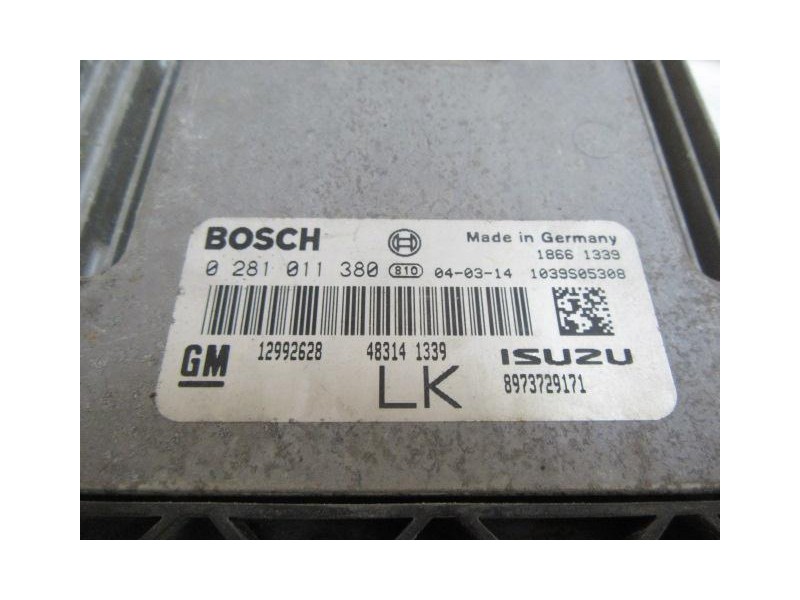 BOSCH Made in Germany
1866 1339
0 281 011 380 810 04-03-14 1039S05308
GM 12992628 48314 1339 ISUZU
LK 8973729171